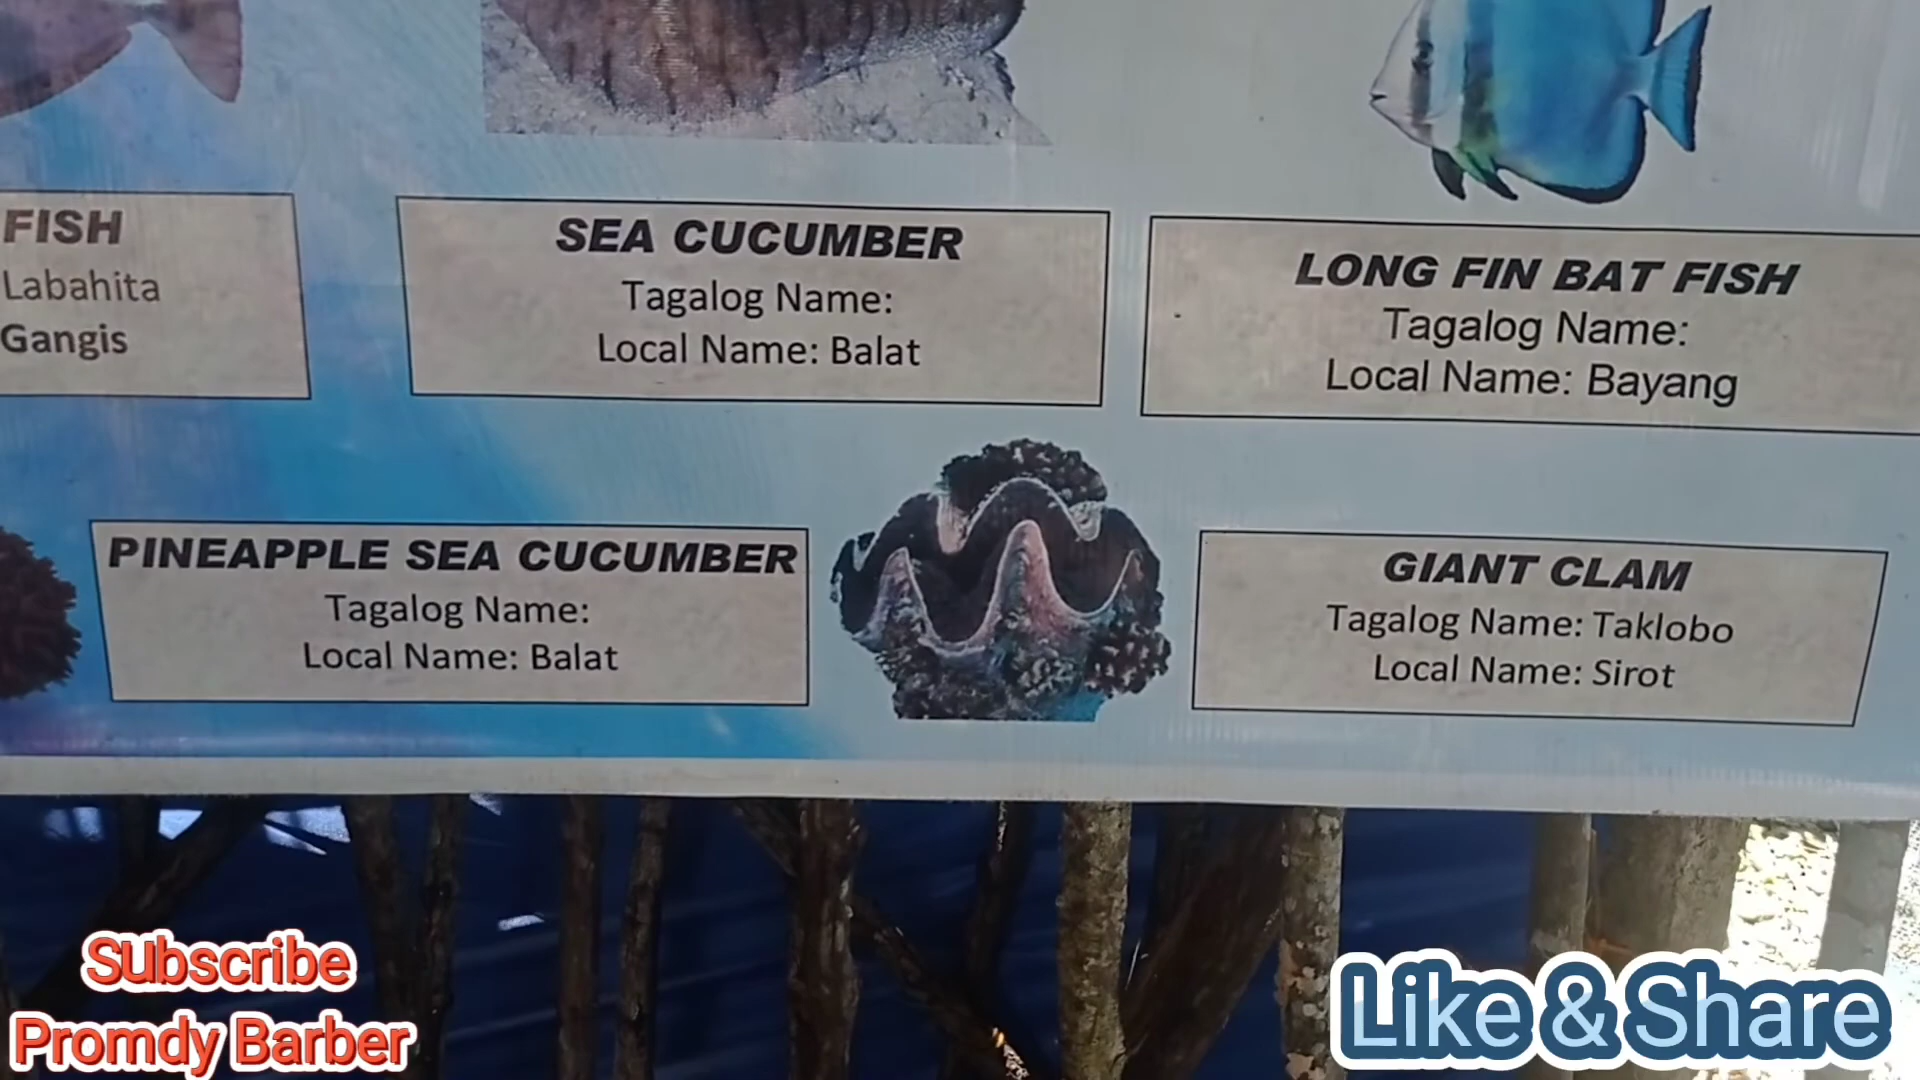 FISH
Labahita
Gangis
SEA CUCUMBER
Tagalog Name:
Local Name: Balat
LONG FIN BAT FISH
Tagalog Name:
Local Name: Bayang
PINEAPPLE SEA CUCUMBER
Tagalog Name:
Local Name: Balat
GIANT CLAM
Tagalog Name: Taklobo
Local Name: Sirot
Subscribe
Promdy Barber
Like & Share